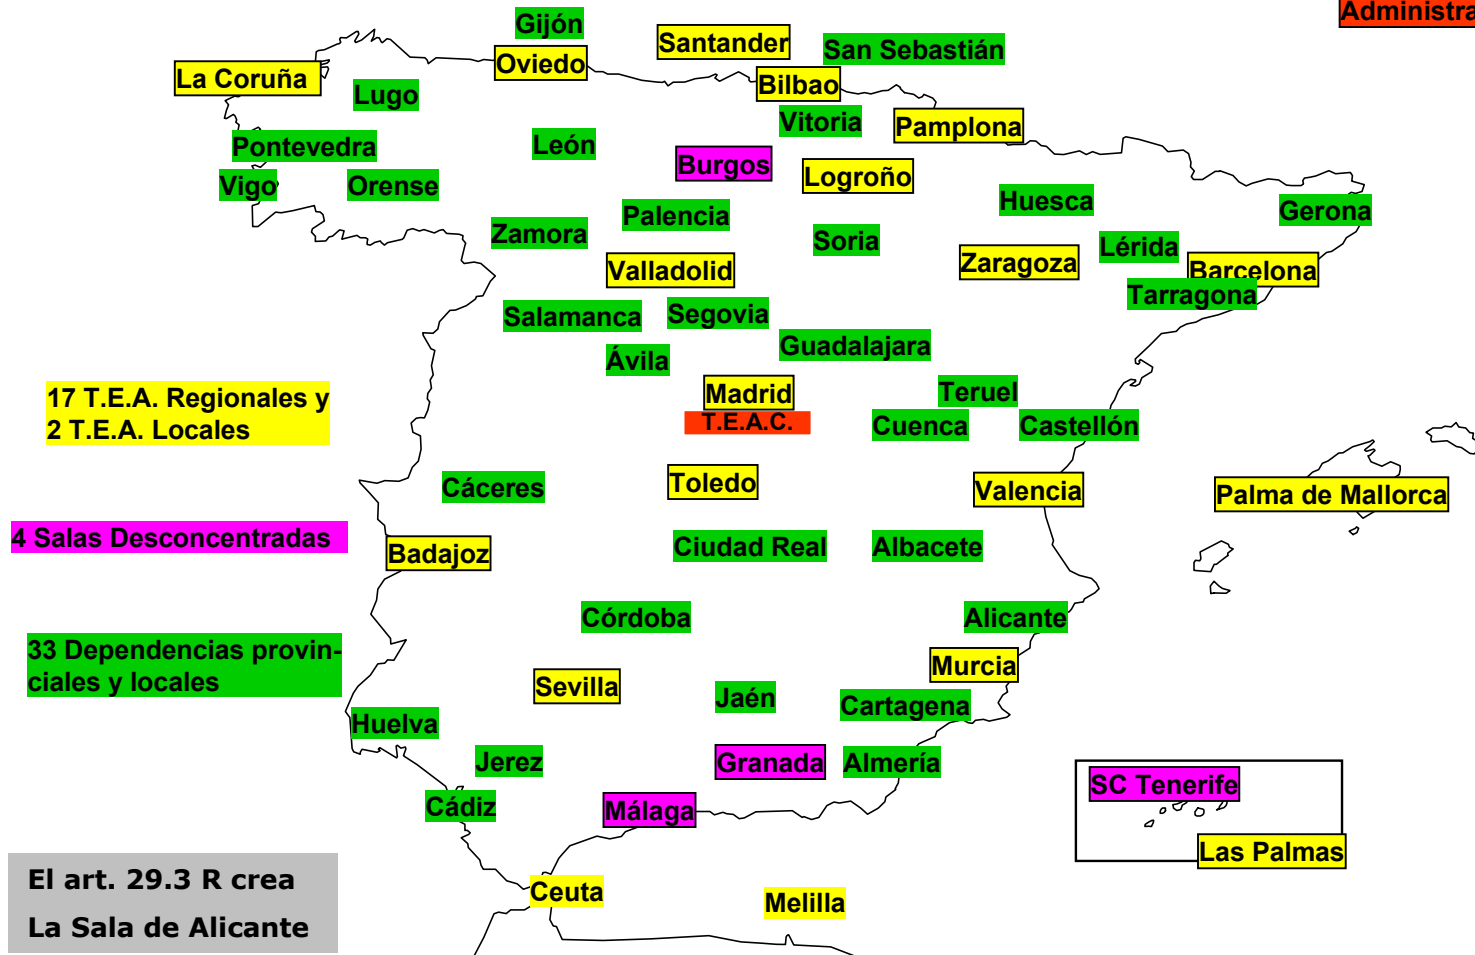 Administra
Gijón
Santander
San Sebastián
Oviedo
La Coruña
Bilbao
Lugo
Vitoria
Pamplona
Pontevedra
León
Burgos
Logroño
Vigo
Orense
Huesca
Gerona
Palencia
Zamora
Soria
Lérida
Valladolid
Zaragoza
Barcelona
Tarragona
Salamanca
Segovia
Guadalajara
Ávila
Madrid
T.E.A.C.
Teruel
Cuenca
Castellón
17 T.E.A. Regionales y
2 T.E.A. Locales
Cáceres
Toledo
Valencia
Palma de Mallorca
4 Salas Desconcentradas
Badajoz
Ciudad Real
Albacete
Córdoba
Alicante
33 Dependencias provin-
ciales y locales
Murcia
Sevilla
Jaén
Cartagena
Huelva
Jerez
Granada
Almería
SC Tenerife
Cádiz
Málaga
Las Palmas
El art. 29.3 R crea
La Sala de Alicante
Ceuta
Melilla